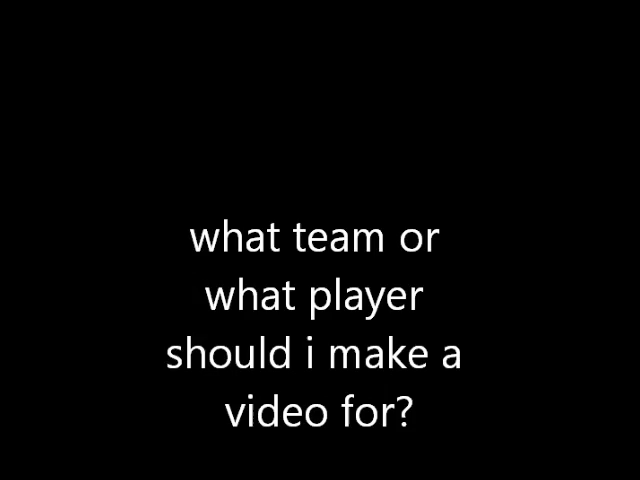 what team or
what player
should i make a
video for?